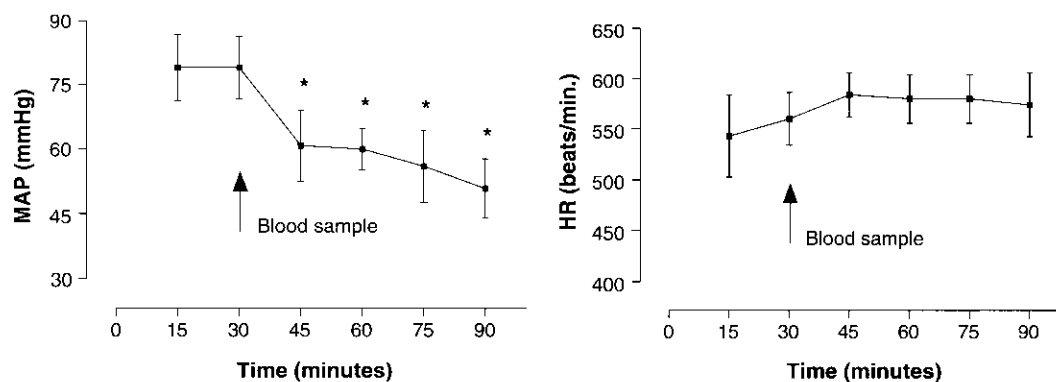 90
75
60
45
30
MAP (mmHg)
* * * *
Blood sample
0 15 30 45 60 75 90
Time (minutes)
650
600
550
500
450
400
HR (beats/min.)
Blood sample
0 15 30 45 60 75 90
Time (minutes)